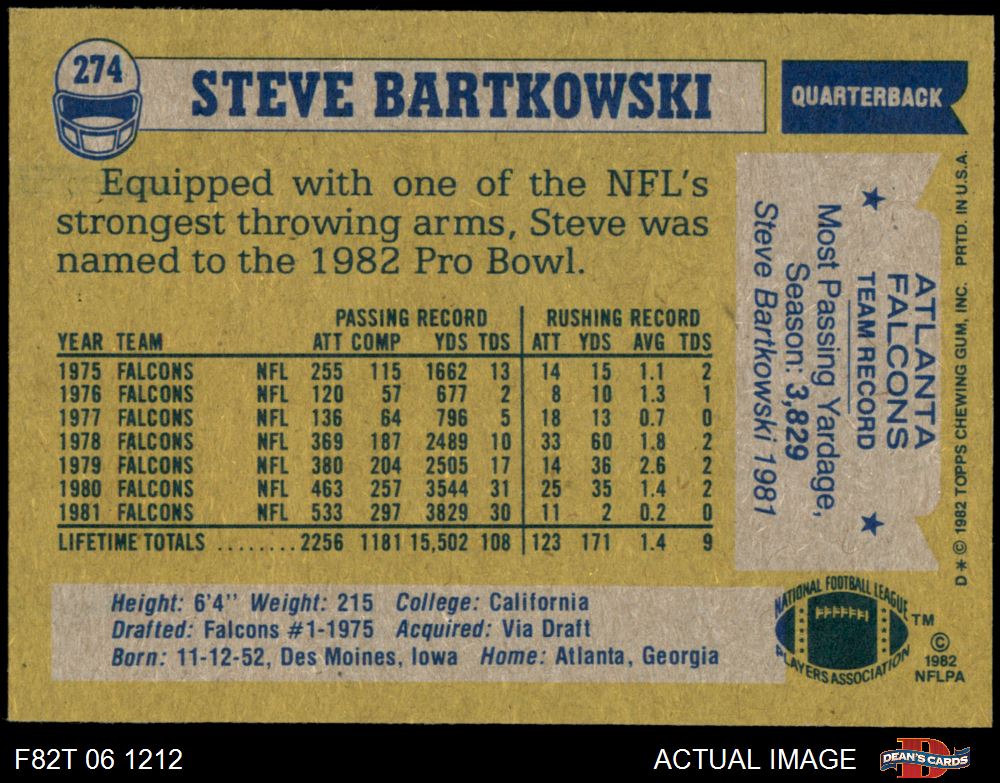 274
STEVE BARTKOWSKI
QUARTERBACK
Equipped with one of the NFL's
strongest throwing arms, Steve was
named to the 1982 Pro Bowl.
PASSING RECORD RUSHING RECORD
YEAR TEAM ATT COMP YDS TDS ATT YDS AVG TDS
1975 FALCONS NFL 255 115 1662 13 14 15 1.1 2
1976 FALCONS NFL 120 57 677 2 8 10 1.3 1
1977 FALCONS NFL 136 64 796 5 18 13 0.7 0
1978 FALCONS NFL 369 187 2489 10 33 60 1.8 2
1979 FALCONS NFL 380 204 2505 17 14 36 2.6 2
1980 FALCONS NFL 463 257 3544 31 25 35 1.4 2
1981 FALCONS NFL 533 297 3829 30 11 2 0.2 0
LIFETIME TOTALS ........ 2256 1181 15,502 108 123 171 1.4 9
ATLANTA
FALCONS
TEAM RECORD
Most Passing Yardage,
Season: 3,829
Steve Bartkowski 1981
D * © 1982 TOPPS CHEWING GUM, INC. PRTD. IN U.S.A.
Height: 6'4" Weight: 215 College: California
Drafted: Falcons #1-1975 Acquired: Via Draft
Born: 11-12-52, Des Moines, Iowa Home: Atlanta, Georgia
NATIONAL FOOTBALL LEAGUE
PLAYERS ASSOCIATION
TM
©
1982
NFLPA
F82T 06 1212
ACTUAL IMAGE
DEAN'S CARDS